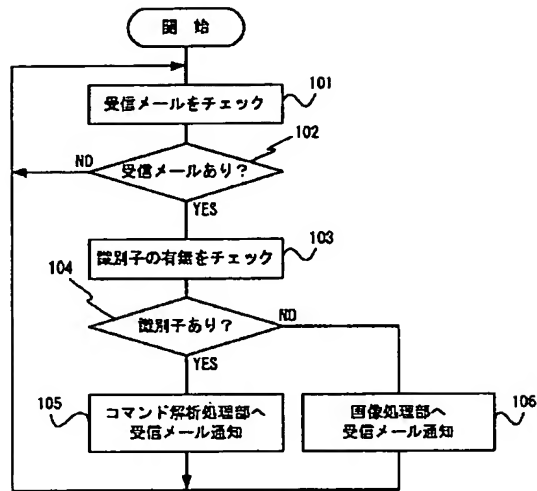 開 始
受信メールをチェック
101
102
受信メールあり?
NO
YES
103
識別子の有無をチェック
104
識別子あり?
NO
YES
105
コマンド解析処理部へ
受信メール通知
画像処理部へ
受信メール通知
106